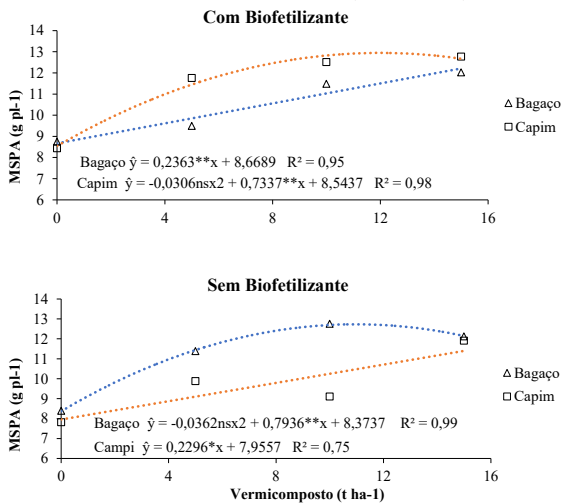 Com Biofetilizante
14
13
12
11
10
9
8
7
6
MSPA (g pl-1)
Bagaço ŷ = 0,2363**x + 8,6689 R² = 0,95
Capim ŷ = -0,0306nsx2 + 0,7337**x + 8,5437 R² = 0,98
0 4 8 12 16
Bagaço
Capim
Sem Biofetilizante
14
13
12
11
10
9
8
7
6
MSPA (g pl-1)
Bagaço ŷ = -0,0362nsx2 + 0,7936**x + 8,3737 R² = 0,99
Campi ŷ = 0,2296*x + 7,9557 R² = 0,75
0 4 8 12 16
Vermicomposto (t ha-1)
Bagaço
Capim